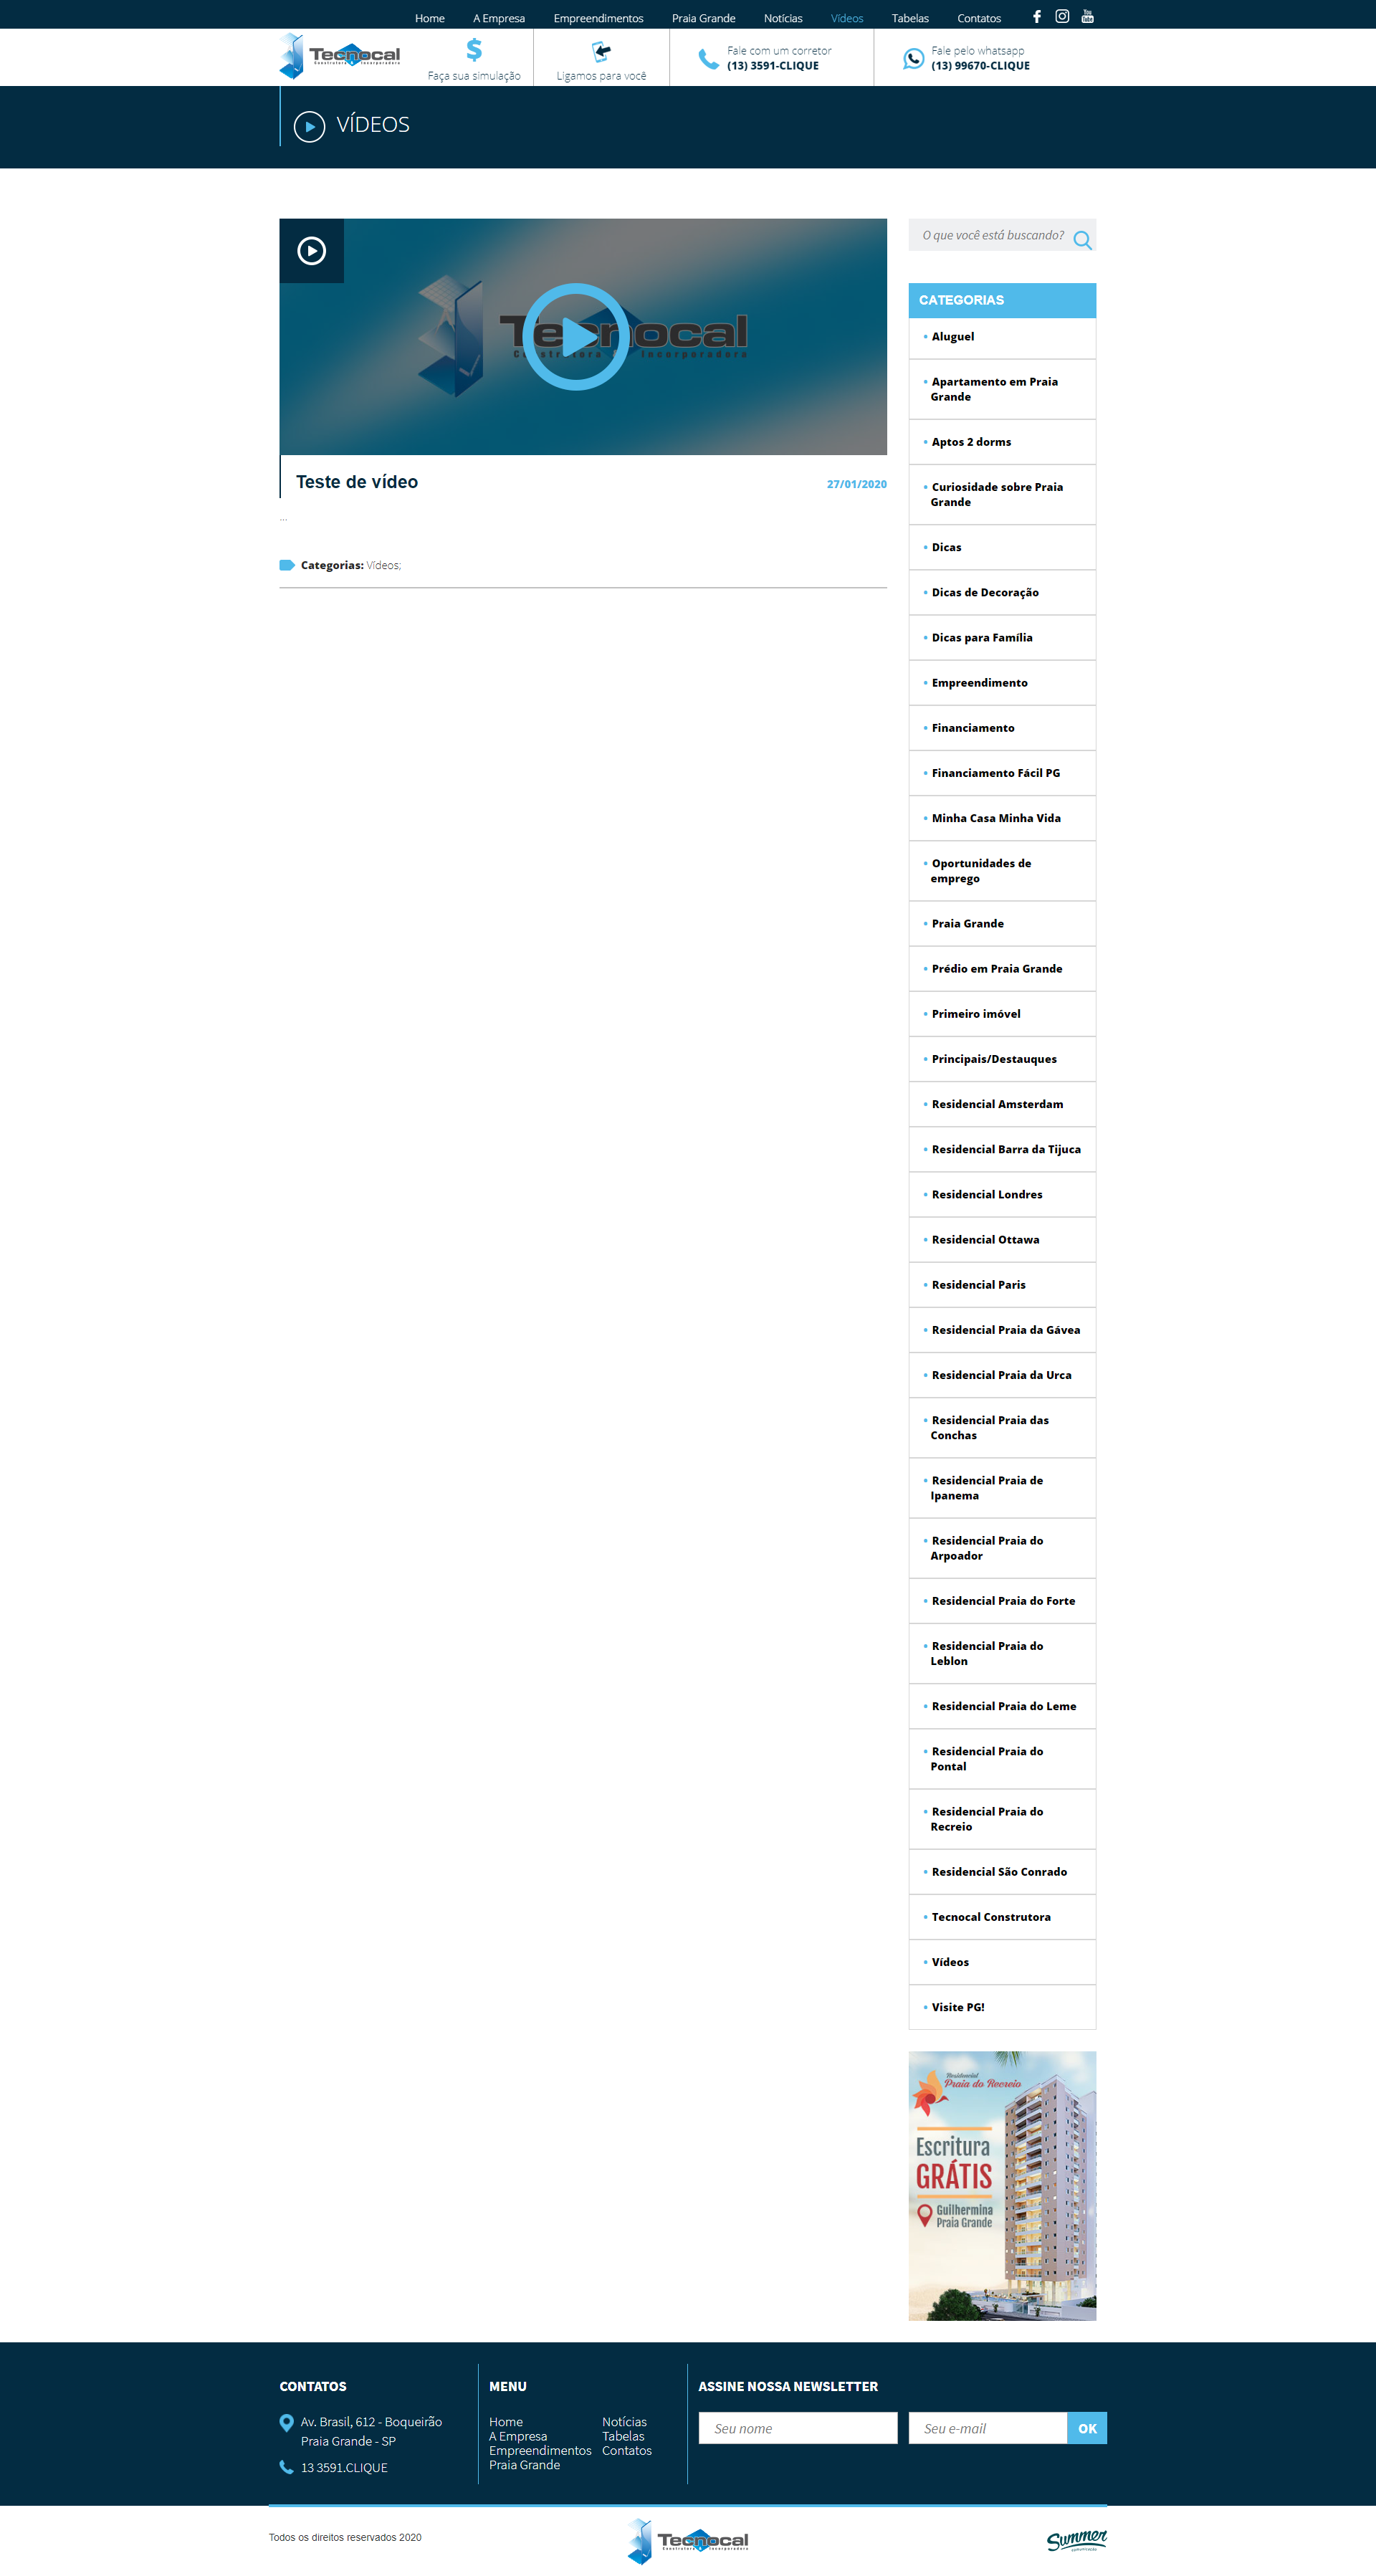 Home A Empresa Empreendimentos Praia Grande Notícias Vídeos Tabelas Contatos You Tube
Tecnocal
Construtora e Incorporadora
Faça sua simulação
Ligamos para você
Fale com um corretor
(13) 3591-CLIQUE
Fale pelo whatsapp
(13) 99670-CLIQUE
VÍDEOS
Tecnocal
Construtora e Incorporadora
Teste de vídeo
27/01/2020
...
Categorias: Vídeos;
O que você está buscando?
CATEGORIAS
• Aluguel
• Apartamento em Praia
Grande
• Aptos 2 dorms
• Curiosidade sobre Praia
Grande
• Dicas
• Dicas de Decoração
• Dicas para Família
• Empreendimento
• Financiamento
• Financiamento Fácil PG
• Minha Casa Minha Vida
• Oportunidades de
emprego
• Praia Grande
• Prédio em Praia Grande
• Primeiro imóvel
• Principais/Destauques
• Residencial Amsterdam
• Residencial Barra da Tijuca
• Residencial Londres
• Residencial Ottawa
• Residencial Paris
• Residencial Praia da Gávea
• Residencial Praia da Urca
• Residencial Praia das
Conchas
• Residencial Praia de
Ipanema
• Residencial Praia do
Arpoador
• Residencial Praia do Forte
• Residencial Praia do
Leblon
• Residencial Praia do Leme
• Residencial Praia do
Pontal
• Residencial Praia do
Recreio
• Residencial São Conrado
• Tecnocal Construtora
• Vídeos
• Visite PG!
Residencial
Praia do Recreio
Escritura
GRÁTIS
Guilhermina
Praia Grande
CONTATOS
Av. Brasil, 612 - Boqueirão
Praia Grande - SP
13 3591.CLIQUE
MENU
Home
A Empresa
Empreendimentos
Praia Grande
Notícias
Tabelas
Contatos
ASSINE NOSSA NEWSLETTER
Seu nome
Seu e-mail
OK
Todos os direitos reservados 2020
Tecnocal
Construtora e Incorporadora
Summer
comunicação